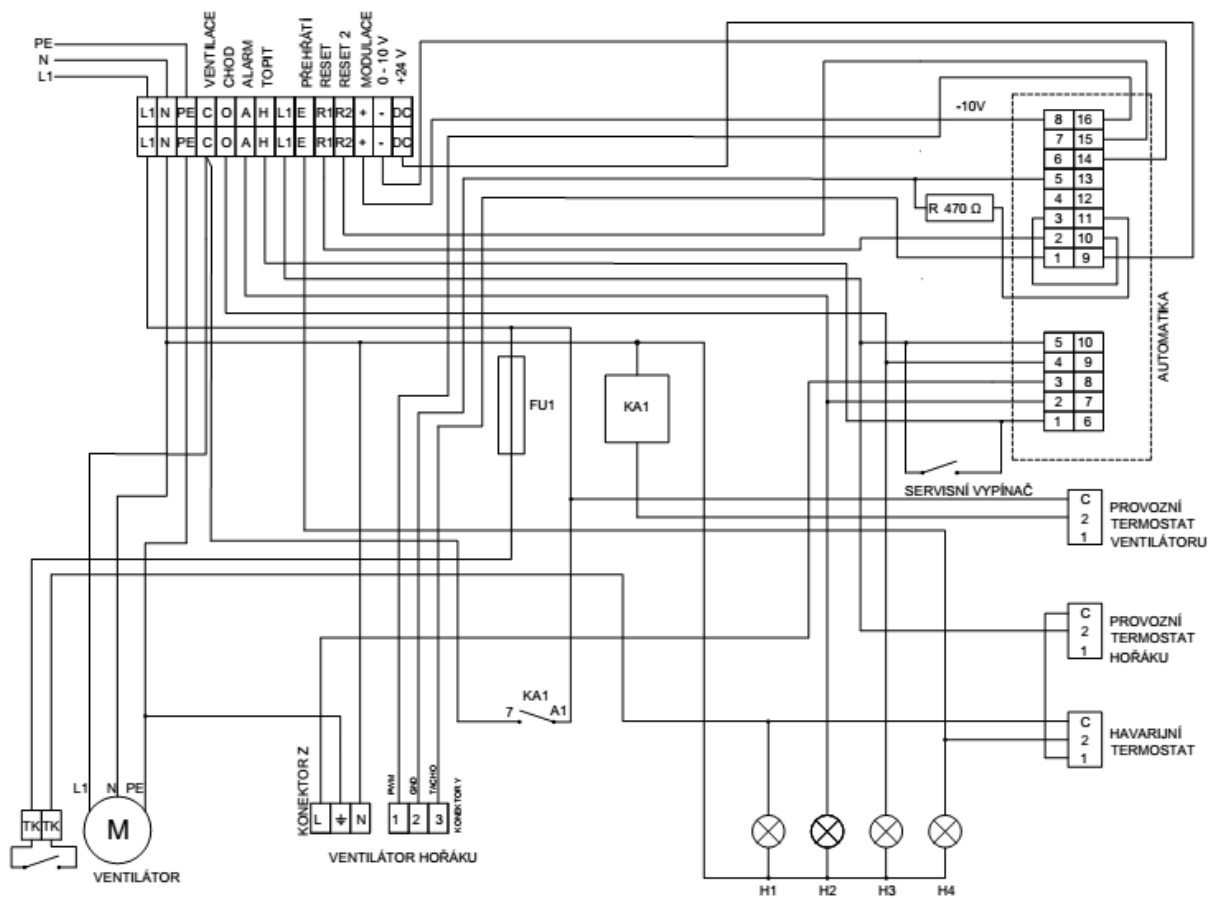 PE
N
L1
VENTILACE
CHOD
ALARM
TOPIT
PŘEHŘÁTÍ
RESET
RESET 2
MODULACE
0 - 10 V
+24 V
L1 N PE C O A H L1 E R1 R2 + - DC
L1 N PE C O A H L1 E R1 R2 + - DC
-10V
8 16
7 15
6 14
5 13
4 12
3 11
2 10
1 9
R 470 Ω
AUTOMATIKA
5 10
4 9
3 8
2 7
1 6
FU1
KA1
SERVISNÍ VYPÍNAČ
C
2
1
PROVOZNÍ
TERMOSTAT
VENTILÁTORU
C
2
1
PROVOZNÍ
TERMOSTAT
HOŘÁKU
KA1
7 A1
C
2
1
HAVARIJNÍ
TERMOSTAT
L1 N PE
TK TK
M
VENTILÁTOR
KONEKTOR Z
L N
PWM
GND
TACHO
KONEKTOR Y
1 2 3
VENTILÁTOR HOŘÁKU
H1 H2 H3 H4